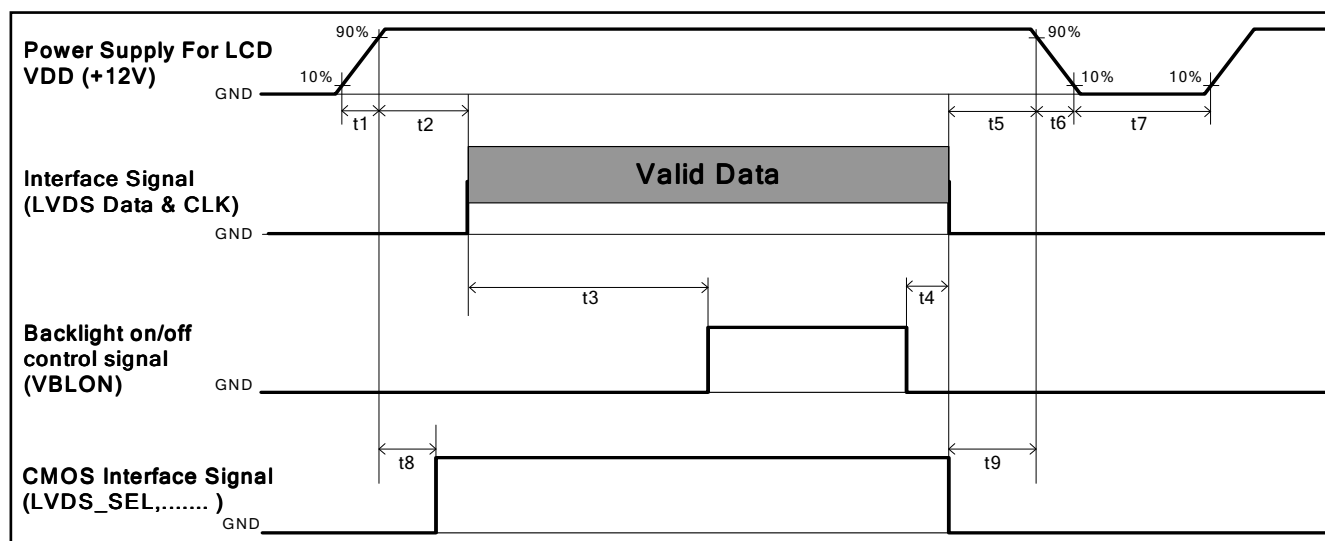 Power Supply For LCD
VDD (+12V)
90%
10%
GND
90%
10%
10%
t1
t2
t5
t6
t7
Interface Signal
(LVDS Data & CLK)
GND
Valid Data
t3
t4
Backlight on/off
control signal
(VBLON)
GND
t8
t9
CMOS Interface Signal
(LVDS_SEL,....... )
GND